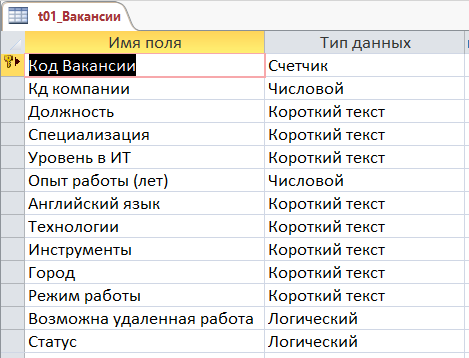 t01_Вакансии
Имя поля Тип данных
Код Вакансии Счетчик
Кд компании Числовой
Должность Короткий текст
Специализация Короткий текст
Уровень в ИТ Короткий текст
Опыт работы (лет) Числовой
Английский язык Короткий текст
Технологии Короткий текст
Инструменты Короткий текст
Город Короткий текст
Режим работы Короткий текст
Возможна удаленная работа Логический
Статус Логический